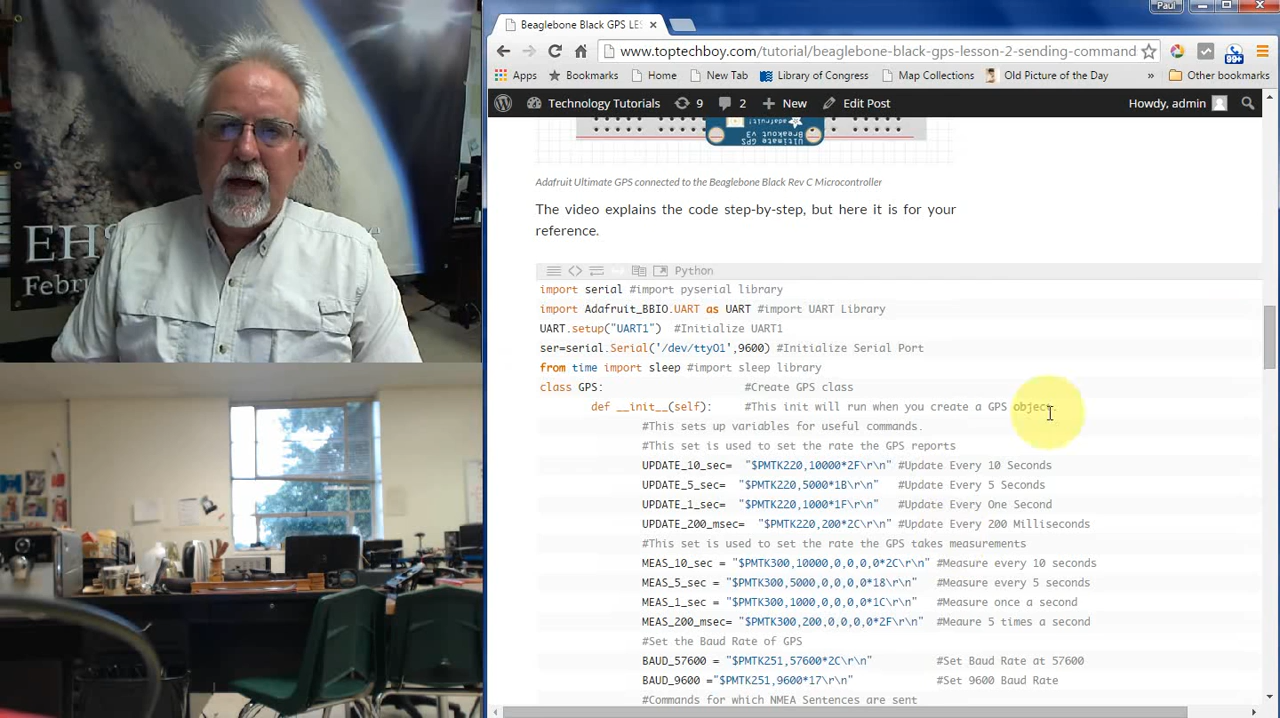 EH
Febru
Paul
Beaglebone Black GPS LES
www.toptechboy.com/tutorial/beaglebone-black-gps-lesson-2-sending-command
99+
Apps Bookmarks Home New Tab Library of Congress Map Collections Old Picture of the Day » Other bookmarks
Technology Tutorials 9 2 + New Edit Post Howdy, admin
adafruit!
Ultimate GPS
Breakout v3
Adafruit Ultimate GPS connected to the Beaglebone Black Rev C Microcontroller
The video explains the code step-by-step, but here it is for your
reference.
Python
import serial #import pyserial library
import Adafruit_BBIO.UART as UART #import UART Library
UART.setup("UART1") #Initialize UART1
ser=serial.Serial('/dev/ttyO1',9600) #Initialize Serial Port
from time import sleep #import sleep library
class GPS: #Create GPS class
def __init__(self): #This init will run when you create a GPS object.
#This sets up variables for useful commands.
#This set is used to set the rate the GPS reports
UPDATE_10_sec= "$PMTK220,10000*2F\r\n" #Update Every 10 Seconds
UPDATE_5_sec= "$PMTK220,5000*1B\r\n" #Update Every 5 Seconds
UPDATE_1_sec= "$PMTK220,1000*1F\r\n" #Update Every One Second
UPDATE_200_msec= "$PMTK220,200*2C\r\n" #Update Every 200 Milliseconds
#This set is used to set the rate the GPS takes measurements
MEAS_10_sec = "$PMTK300,10000,0,0,0,0*2C\r\n" #Measure every 10 seconds
MEAS_5_sec = "$PMTK300,5000,0,0,0,0*18\r\n" #Measure every 5 seconds
MEAS_1_sec = "$PMTK300,1000,0,0,0,0*1C\r\n" #Measure once a second
MEAS_200_msec= "$PMTK300,200,0,0,0,0*2F\r\n" #Meaure 5 times a second
#Set the Baud Rate of GPS
BAUD_57600 = "$PMTK251,57600*2C\r\n" #Set Baud Rate at 57600
BAUD_9600 ="$PMTK251,9600*17\r\n" #Set 9600 Baud Rate
#Commands for which NMEA Sentences are sent